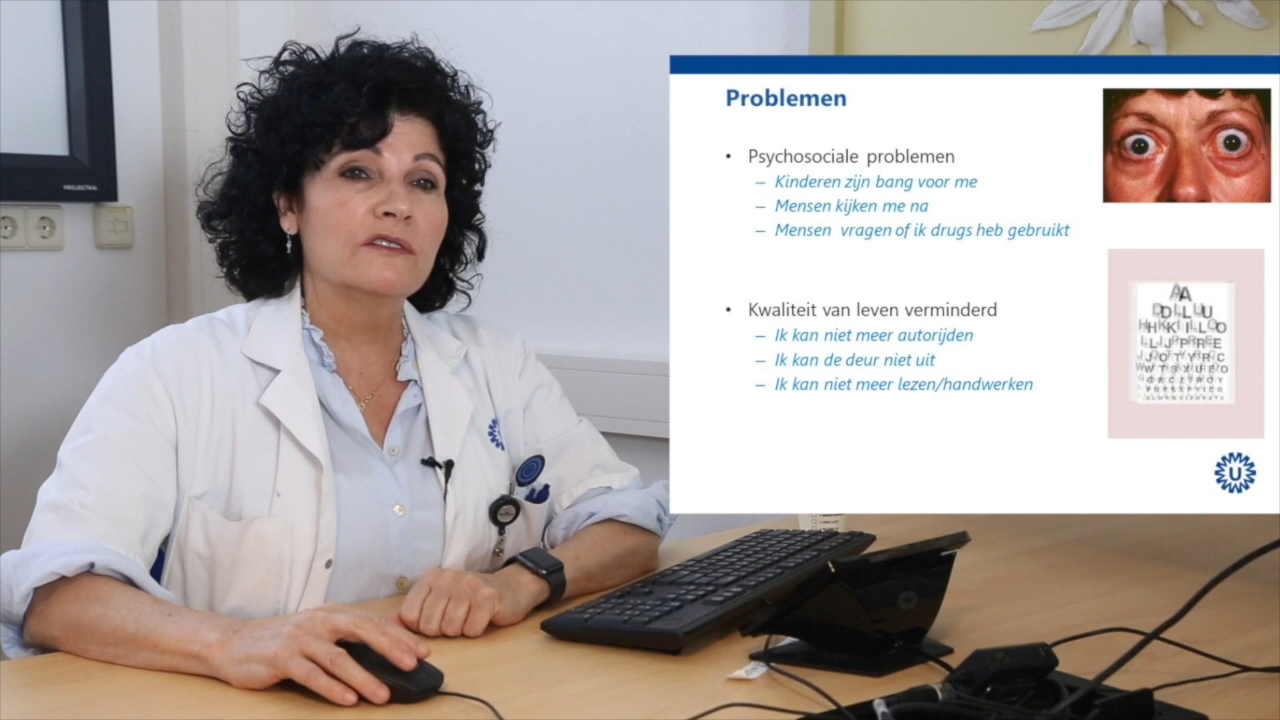 PROJECTA
Problemen
• Psychosociale problemen
– Kinderen zijn bang voor me
– Mensen kijken me na
– Mensen vragen of ik drugs heb gebruikt
• Kwaliteit van leven verminderd
– Ik kan niet meer autorijden
– Ik kan de deur niet uit
– Ik kan niet meer lezen/handwerken
U